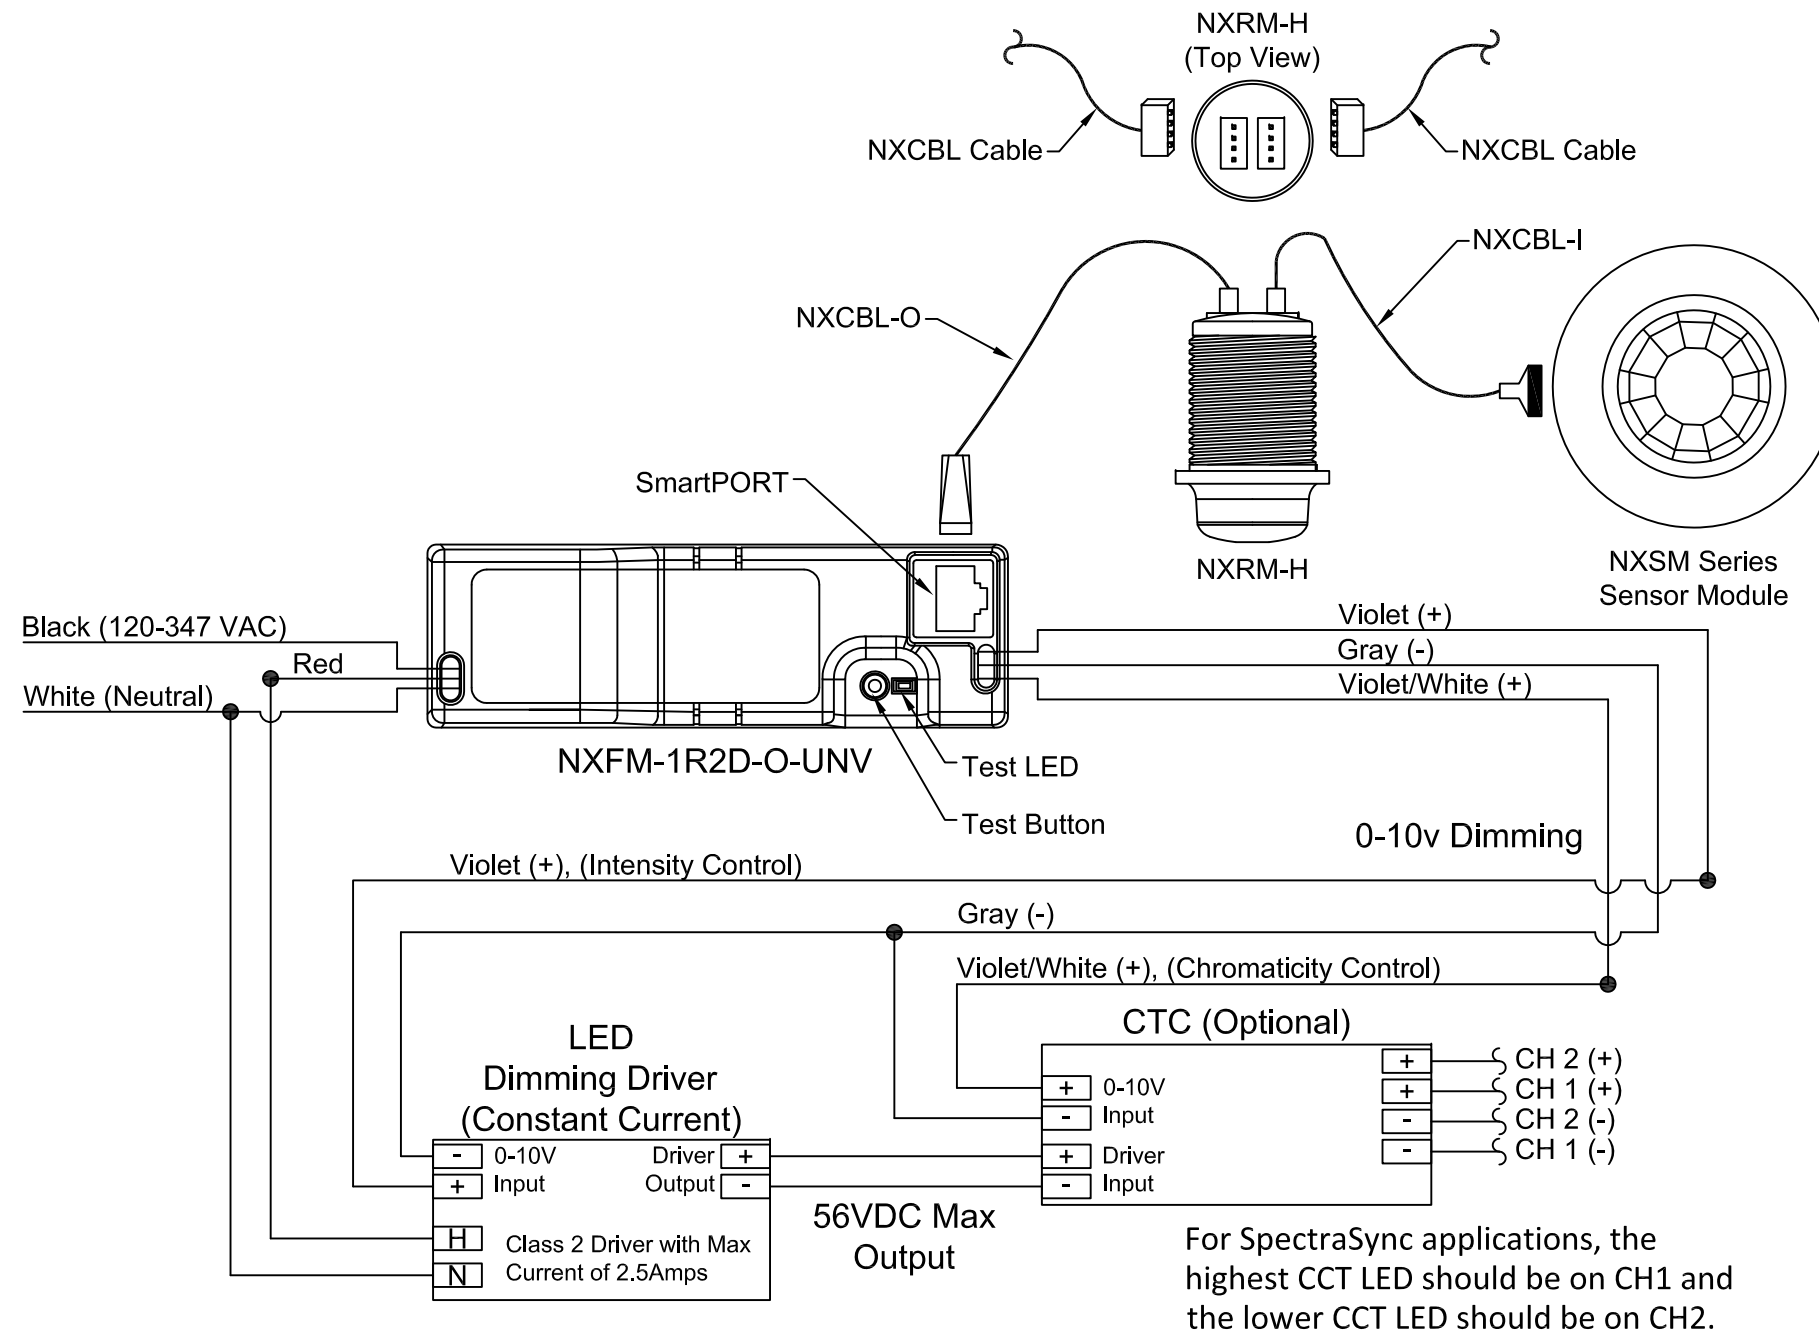 NXRM-H
(Top View)
NXCBL Cable
NXCBL Cable
NXCBL-I
NXCBL-O
SmartPORT
NXRM-H
NXSM Series
Sensor Module
Black (120-347 VAC)
Red
White (Neutral)
Violet (+)
Gray (-)
Violet/White (+)
NXFM-1R2D-O-UNV
Test LED
Test Button
0-10v Dimming
Violet (+), (Intensity Control)
Gray (-)
Violet/White (+), (Chromaticity Control)
LED
Dimming Driver
(Constant Current)
- 0-10V
+ Input
Driver +
Output -
H
N
Class 2 Driver with Max
Current of 2.5Amps
56VDC Max
Output
CTC (Optional)
+ 0-10V
- Input
+ Driver
- Input
+ CH 2 (+)
+ CH 1 (+)
- CH 2 (-)
- CH 1 (-)
For SpectraSync applications, the
highest CCT LED should be on CH1 and
the lower CCT LED should be on CH2.